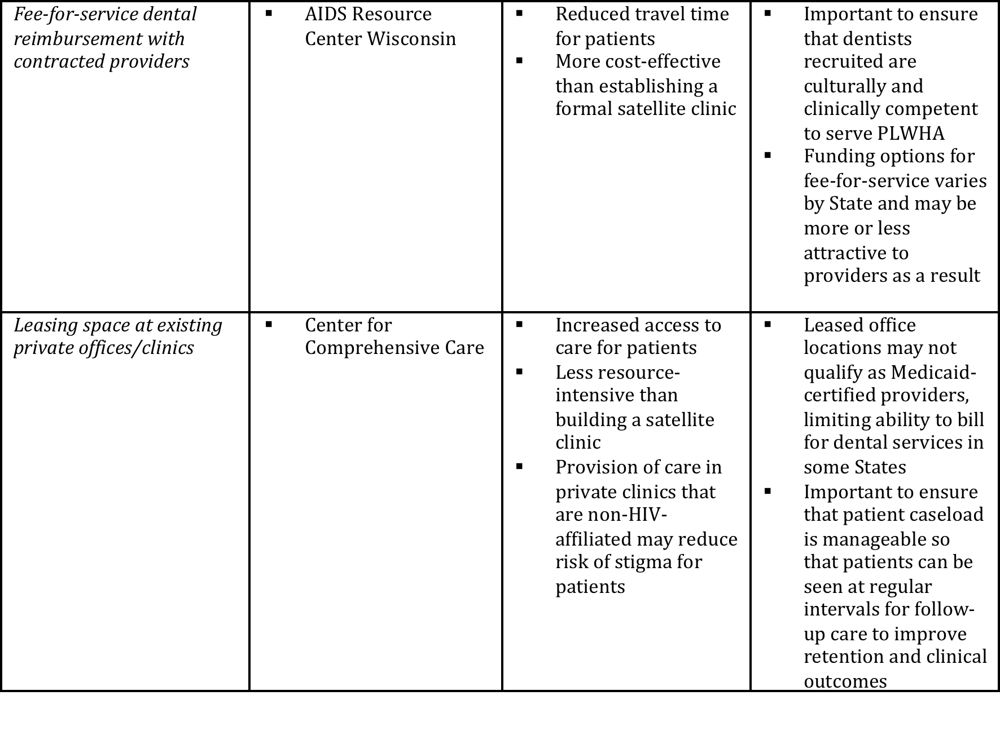 Fee-for-service dental
reimbursement with
contracted providers
▪ AIDS Resource
Center Wisconsin
▪ Reduced travel time
for patients
▪ More cost-effective
than establishing a
formal satellite clinic
▪ Important to ensure
that dentists
recruited are
culturally and
clinically competent
to serve PLWHA
▪ Funding options for
fee-for-service varies
by State and may be
more or less
attractive to
providers as a result
Leasing space at existing
private offices/clinics
▪ Center for
Comprehensive Care
▪ Increased access to
care for patients
▪ Less resource-
intensive than
building a satellite
clinic
▪ Provision of care in
private clinics that
are non-HIV-
affiliated may reduce
risk of stigma for
patients
▪ Leased office
locations may not
qualify as Medicaid-
certified providers,
limiting ability to bill
for dental services in
some States
▪ Important to ensure
that patient caseload
is manageable so
that patients can be
seen at regular
intervals for follow-
up care to improve
retention and clinical
outcomes